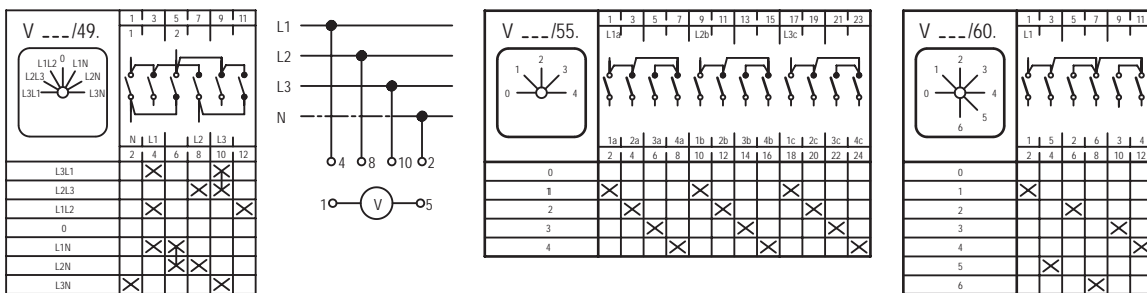 V ___/49.
1 3 5 7 9 11
1 2
L3L1 L2L3 L1L2 0 L1N L2N L3N
N L1 L2 L3
2 4 6 8 10 12
L3L1
L2L3
L1L2
0
L1N
L2N
L3N
L1
L2
L3
N
4 8 10 2
1 V 5
V ___/55.
1 3 5 7 9 11 13 15 17 19 21 23
L1a L2b L3c
0 1 2 3 4
1a 2a 3a 4a 1b 2b 3b 4b 1c 2c 3c 4c
2 4 6 8 10 12 14 16 18 20 22 24
0
1
2
3
4
V ___/60.
1 3 5 7 9 11
L1
0 1 2 3 4 5 6
1 5 2 6 3 4
2 4 6 8 10 12
0
1
2
3
4
5
6